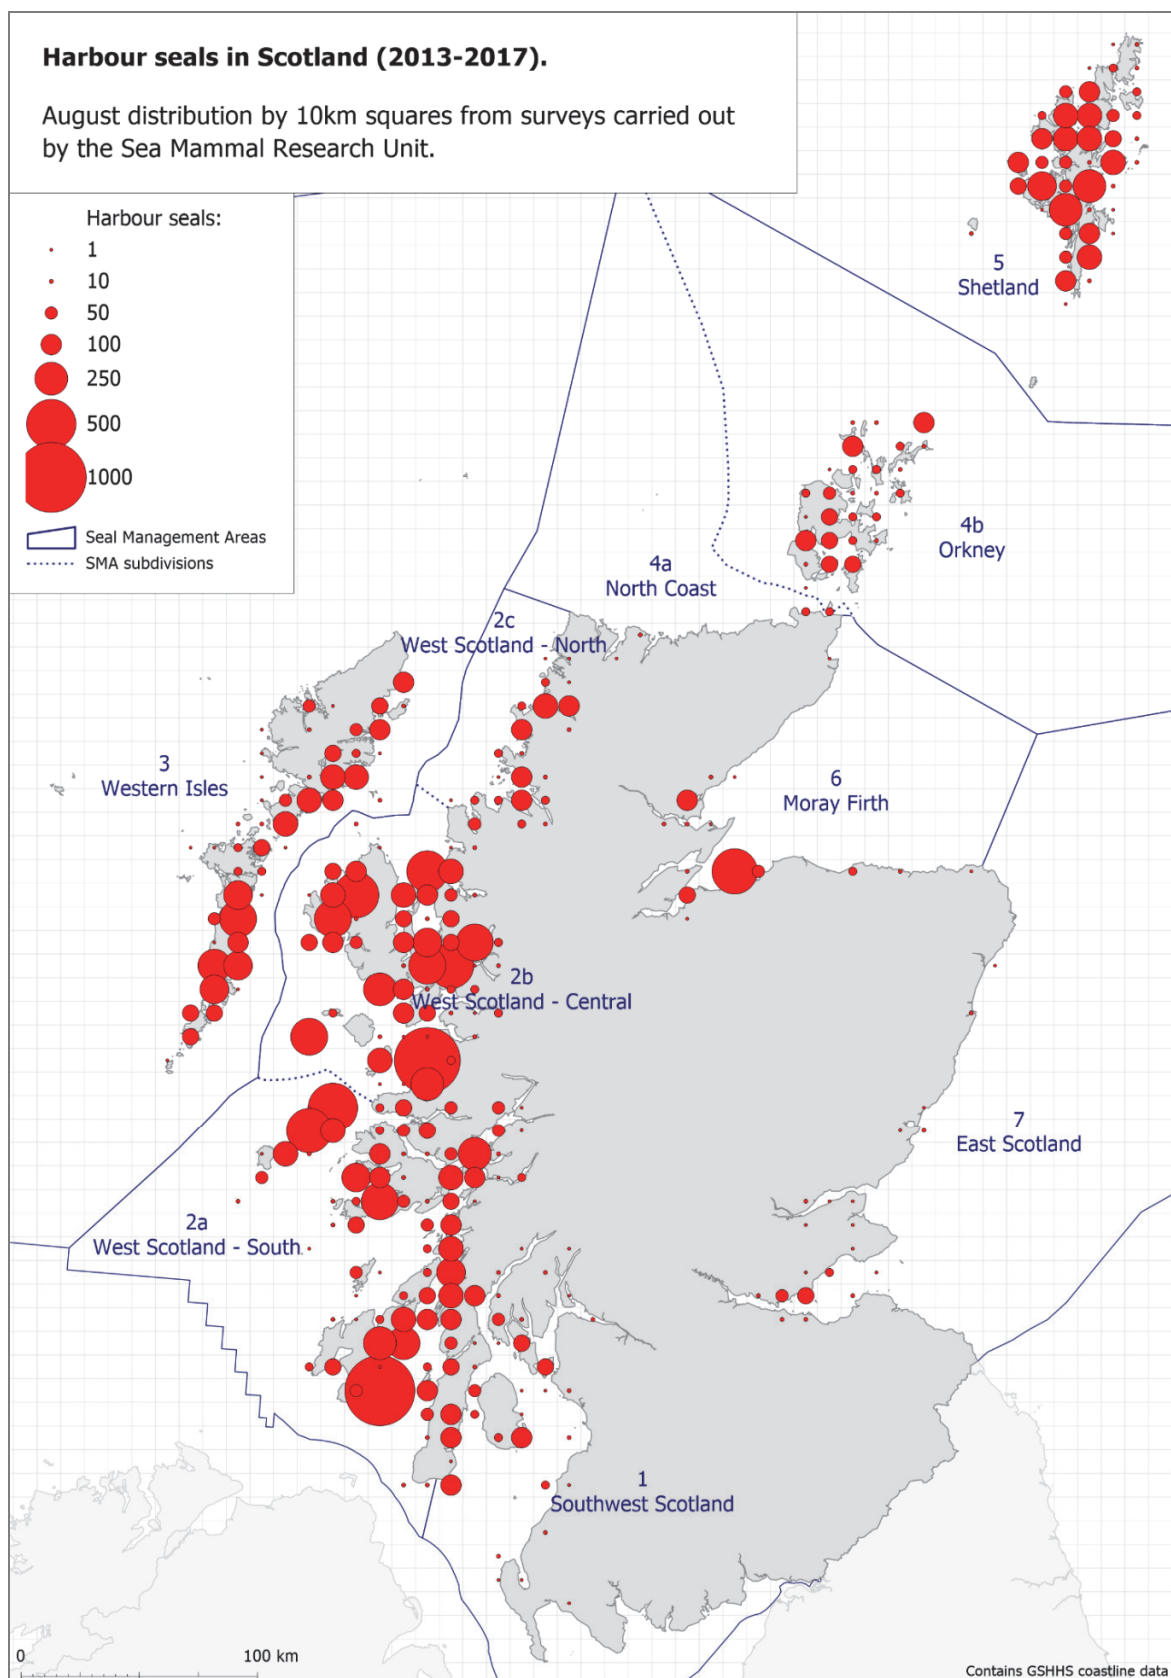 Harbour seals in Scotland (2013-2017).
August distribution by 10km squares from surveys carried out
by the Sea Mammal Research Unit.
Harbour seals:
1
10
50
100
250
500
1000
Seal Management Areas
SMA subdivisions
5
Shetland
4b
Orkney
4a
North Coast
2c
West Scotland - North
3
Western Isles
6
Moray Firth
2b
West Scotland - Central
7
East Scotland
2a
West Scotland - South
1
Southwest Scotland
0
100 km
Contains GSHHS coastline data